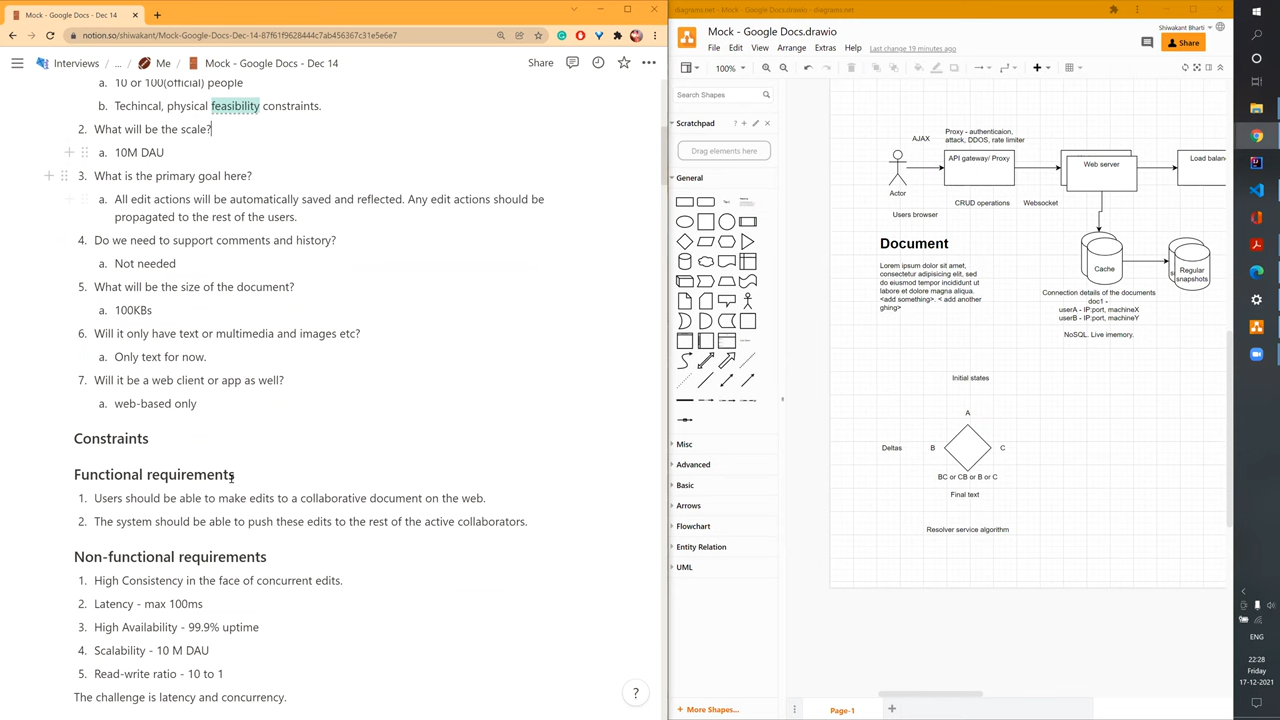 Mock - Google Docs - Dec 14
notion.so/shiwakant/Mock-Google-Docs-Dec-14-87f61f9628444a47b836467c31e5e6e7
Interviews / ... / Me / Mock - Google Docs - Dec 14
Share
a. 10 or 100(official) people
b. Techincal, physical feasibility constraints.
2. What will be the scale?
a. 10M DAU
3. What is the primary goal here?
a. All edit actions will be automatically saved and reflected. Any edit actions should be
propagated to the rest of the users.
4. Do we need to support comments and history?
a. Not needed
5. What will be the size of the document?
a. 100KBs
6. Will it only have text or multimedia and images etc?
a. Only text for now.
7. Will it be a web client or app as well?
a. web-based only
Constraints
Functional requirements
1. Users should be able to make edits to a collaborative document on the web.
2. The system should be able to push these edits to the rest of the active collaborators.
Non-functional requirements
1. High Consistency in the face of concurrent edits.
2. Latency - max 100ms
3. High Availability - 99.9% uptime
4. Scalability - 10 M DAU
5. Read-write ratio - 10 to 1
The challenge is latency and concurrency.
?
diagrams.net - Mock - Google Docs.drawio - diagrams.net
Mock - Google Docs.drawio
Shiwakant Bharti
File Edit View Arrange Extras Help Last change 19 minutes ago
Share
100%
Search Shapes
Scratchpad
Drag elements here
General
Text
Misc
Advanced
Basic
Arrows
Flowchart
Entity Relation
UML
+ More Shapes...
AJAX
Proxy - authenticaion,
attack, DDOS, rate limiter
API gateway/ Proxy
Web server
Load balanc
Actor
Users browser
CRUD operations
Websocket
Document
Lorem ipsum dolor sit amet,
consectetur adipisicing elit, sed
do eiusmod tempor incididunt ut
labore et dolore magna aliqua.
<add something>. < add another
ghing>
Cache
Regular
snapshots
Connection details of the documents
doc1 -
userA - IP:port, machineX
userB - IP:port, machineY
NoSQL. Live imemory.
Initial states
A
Deltas
B
C
BC or CB or B or C
Final text
Resolver service algorithm
Page-1
ENG
22:28
Friday
17-12-2021